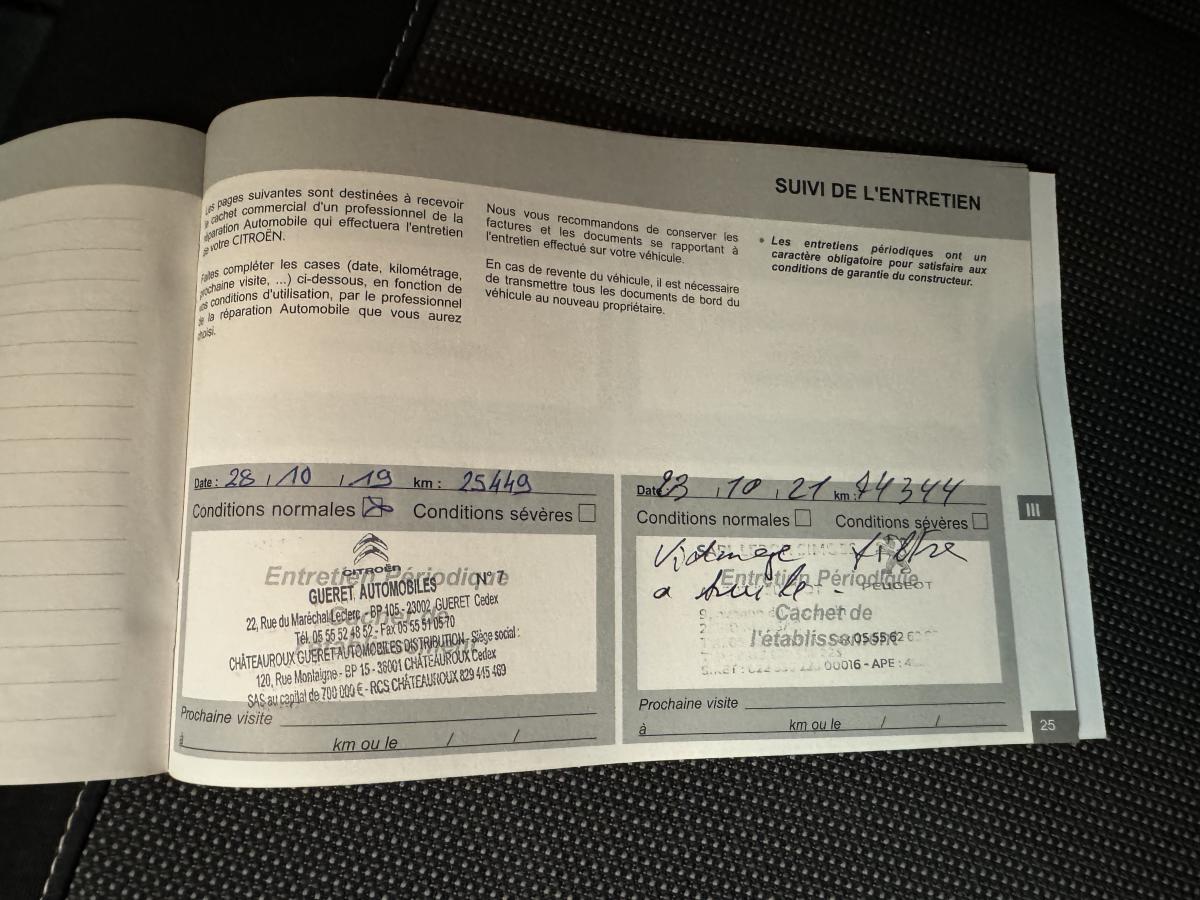 SUIVI DE L'ENTRETIEN
Les pages suivantes sont destinées à recevoir
le cachet commercial d'un professionnel de la
réparation Automobile qui effectuera l'entretien
de votre CITROËN.
Faites compléter les cases (date, kilométrage,
prochaine visite, ...) ci-dessous, en fonction de
vos conditions d'utilisation, par le professionnel
de la réparation Automobile que vous aurez
choisi.
Nous vous recommandons de conserver les
factures et les documents se rapportant à
l'entretien effectué sur votre véhicule.
En cas de revente du véhicule, il est nécessaire
de transmettre tous les documents de bord du
véhicule au nouveau propriétaire.
• Les entretiens périodiques ont un
caractère obligatoire pour satisfaire aux
conditions de garantie du constructeur.
Date : 28 / 10 / 19 km : 25449
Conditions normales Conditions sévères
CITROËN
Entretien Périodique N° 7
GUERET AUTOMOBILES
22, Rue du Maréchal Leclerc - BP 105 - 23002 GUERET Cedex
Tél. 05 55 52 48 52 - Fax 05 55 51 05 70
CHÂTEAUROUX GUERET AUTOMOBILES DISTRIBUTION - Siège social :
120, Rue Montaigne - BP 15 - 36001 CHÂTEAUROUX Cedex
SAS au capital de 700 000 € - RCS CHÂTEAUROUX 829 415 469
Prochaine visite
à km ou le / /
Date 23 / 10 / 21 km : 74344
Conditions normales Conditions sévères
Vidange filtre
a huile -
Entretien Périodique
PEUGEOT
Cachet de
l'établissement 05 55 62
00016 - APE :
Prochaine visite
à km ou le / /
III
25